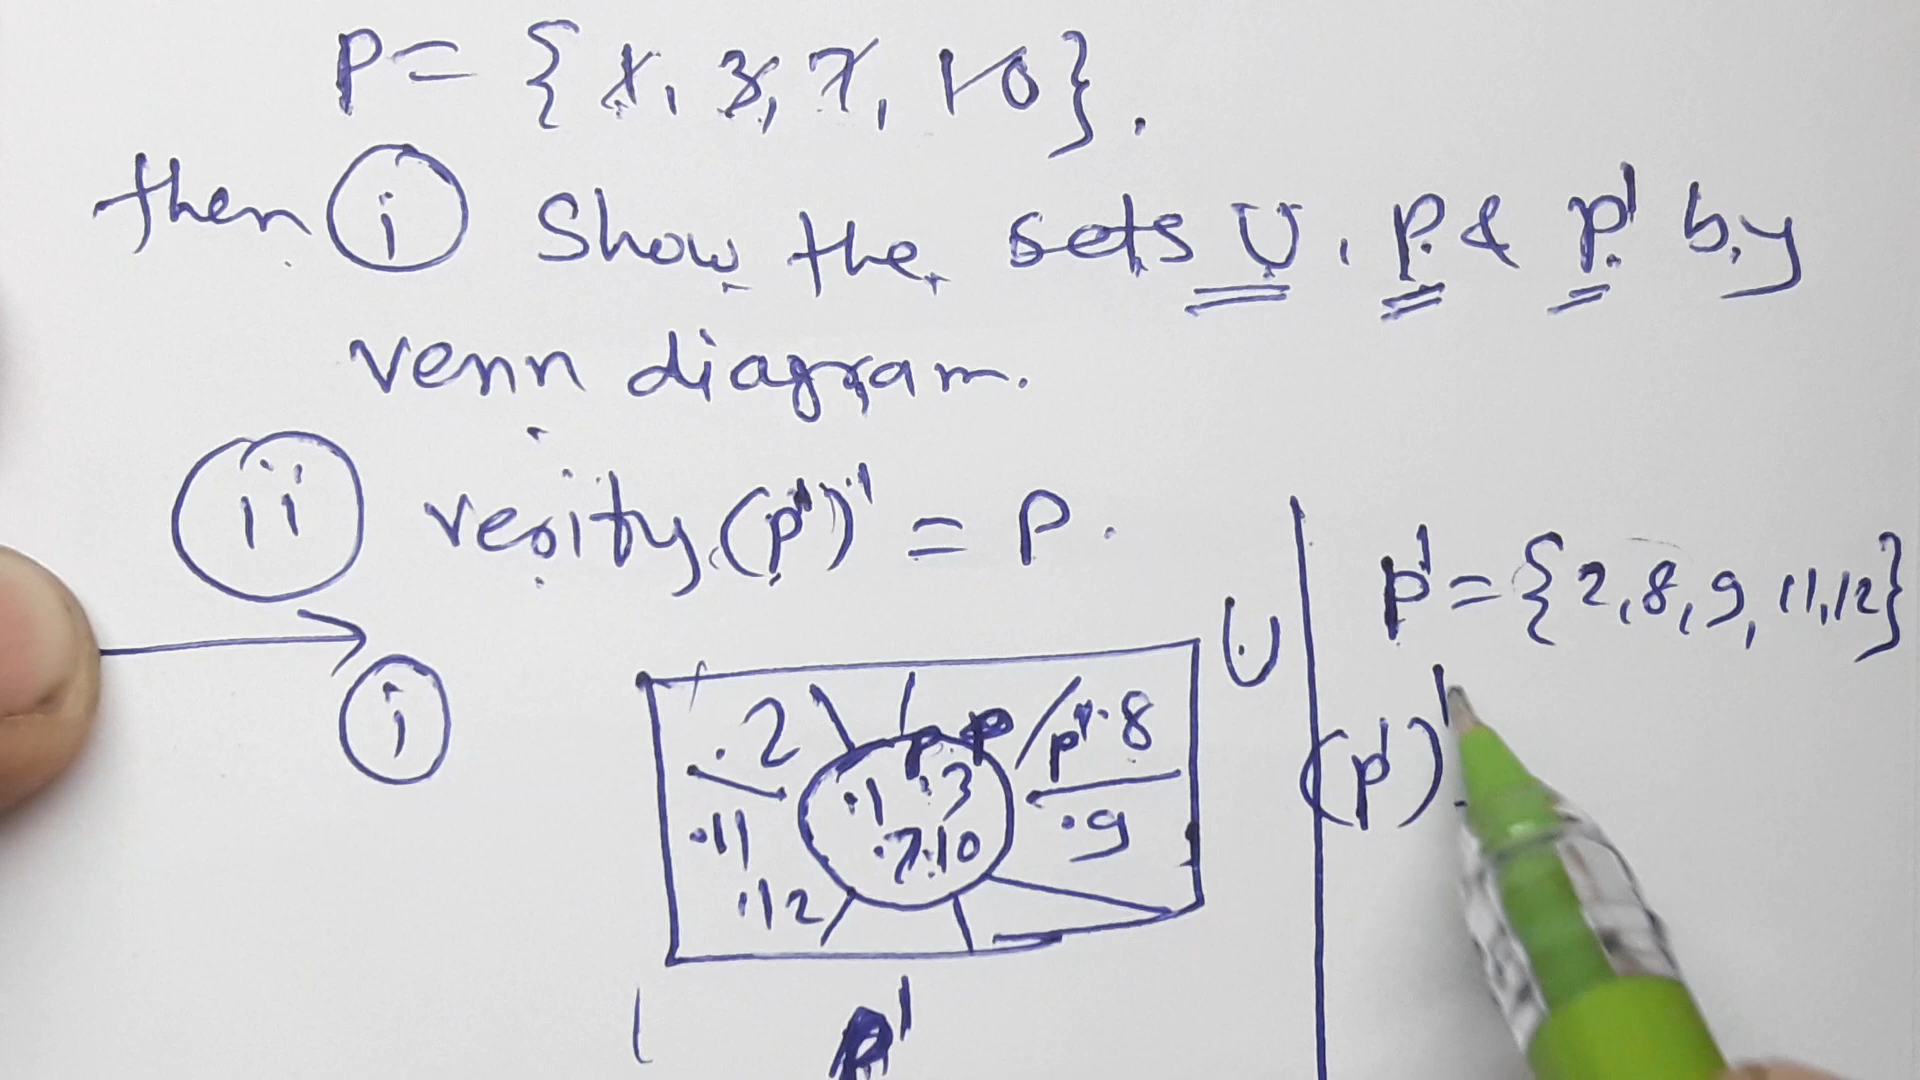 P = {1, 3, 7, 10}.
then (i) Show the sets U, P & P' by
venn diagram.
(ii) verity (P')' = P.
P' = {2, 8, 9, 11, 12}
(i)
U
.2 P P P' .8
.1 .3
.11 .7 .10 .9
.12
P'
(P')'